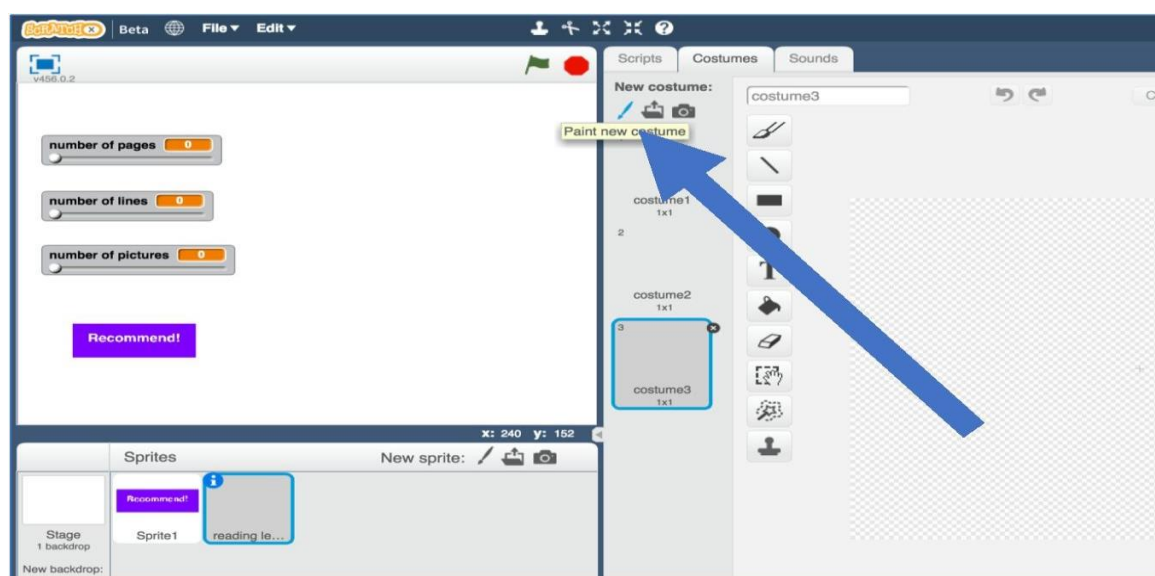 SCRATCH X Beta File Edit
v456.0.2
number of pages 0
number of lines 0
number of pictures 0
Recommend!
x: 240 y: 152
Sprites New sprite:
Stage
1 backdrop
New backdrop:
Recommend!
Sprite1
reading le...
Scripts Costumes Sounds
New costume:
Paint new costume
costume1
1x1
2
costume2
1x1
3
costume3
1x1
costume3
C
T